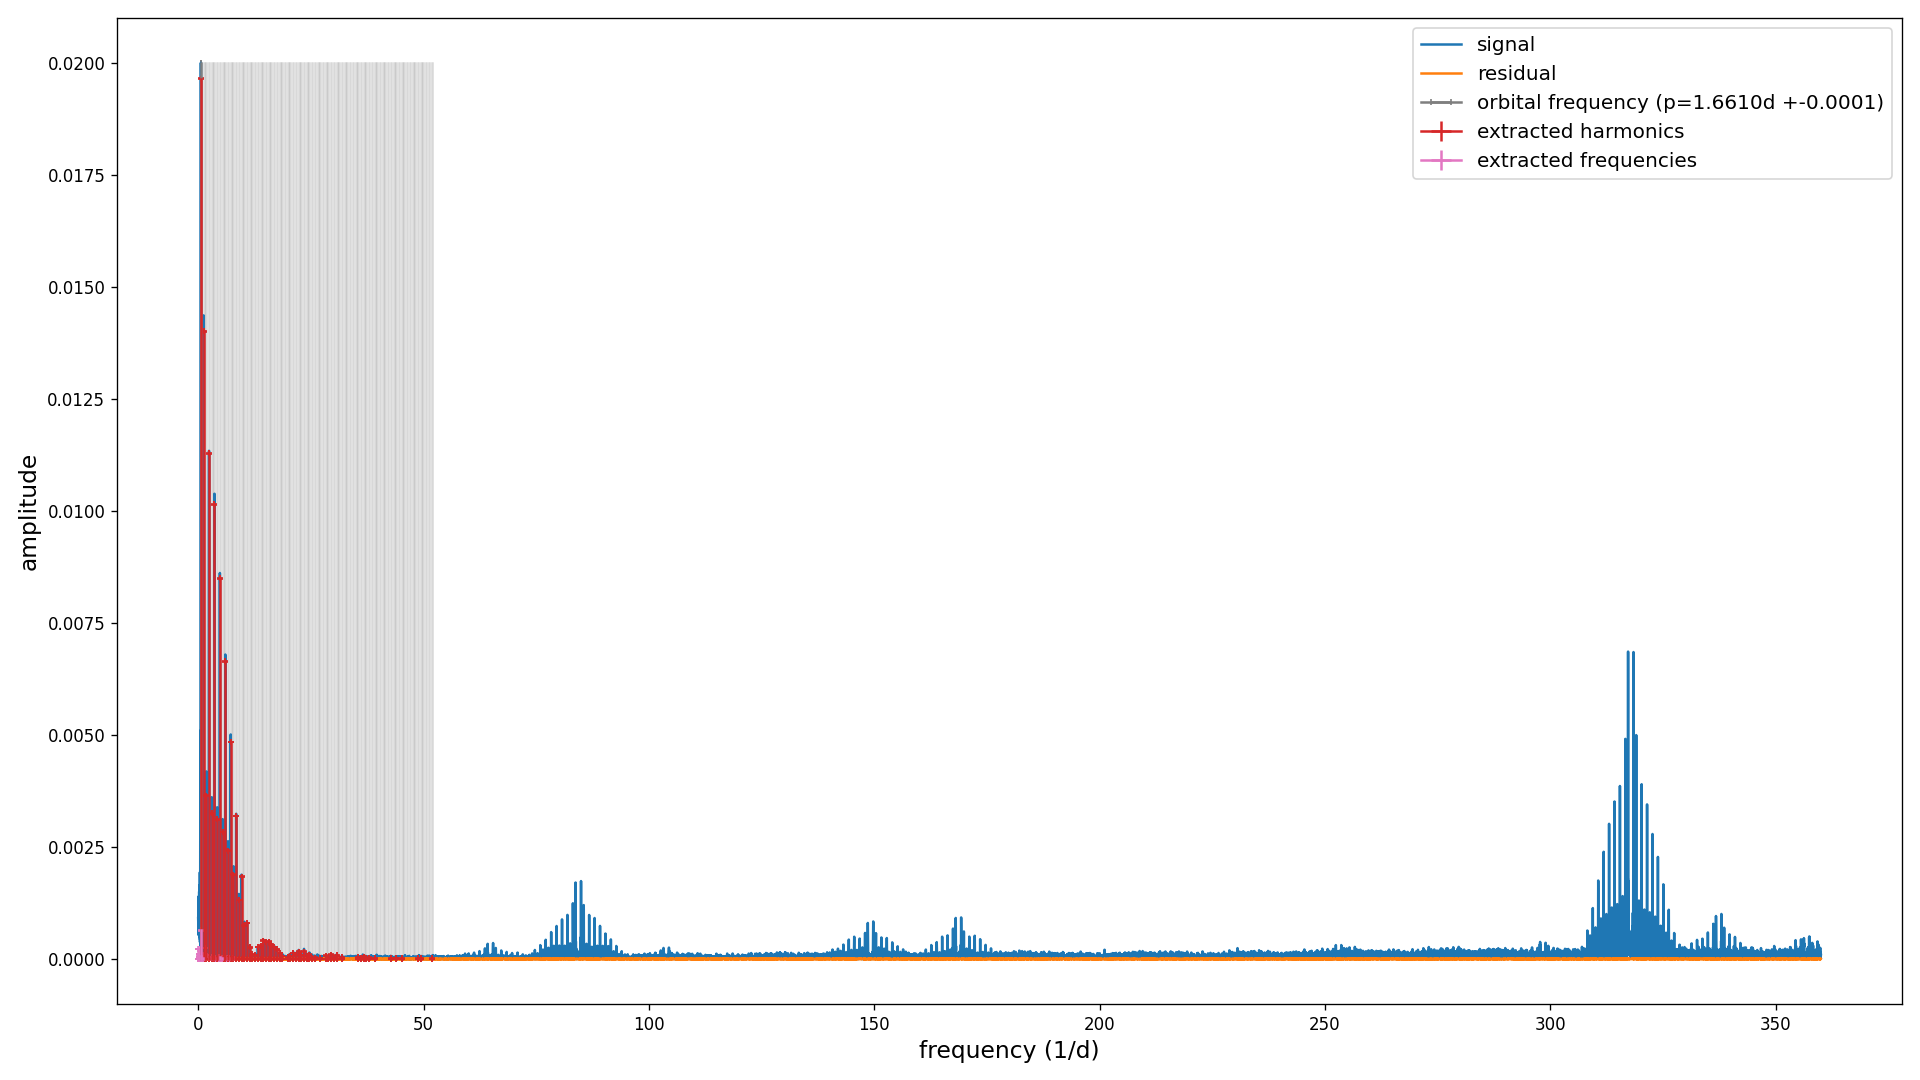 signal
residual
orbital frequency (p=1.6610d +-0.0001)
extracted harmonics
extracted frequencies
amplitude
0.0200
0.0175
0.0150
0.0125
0.0100
0.0075
0.0050
0.0025
0.0000
0 50 100 150 200 250 300 350
frequency (1/d)